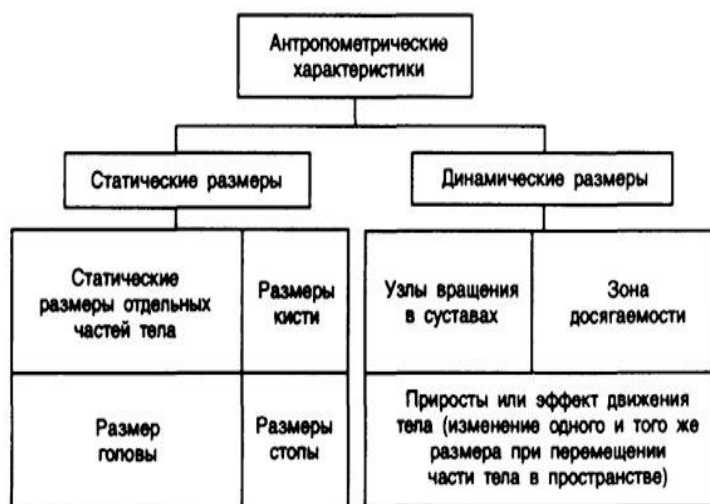 Антропометрические
характеристики
Статические размеры
Динамические размеры
Статические
размеры отдельных
частей тела
Размеры
кисти
Узлы вращения
в суставах
Зона
досягаемости
Размер
головы
Размеры
стопы
Приросты или эффект движения
тела (изменение одного и того же
размера при перемещении
части тела в пространстве)